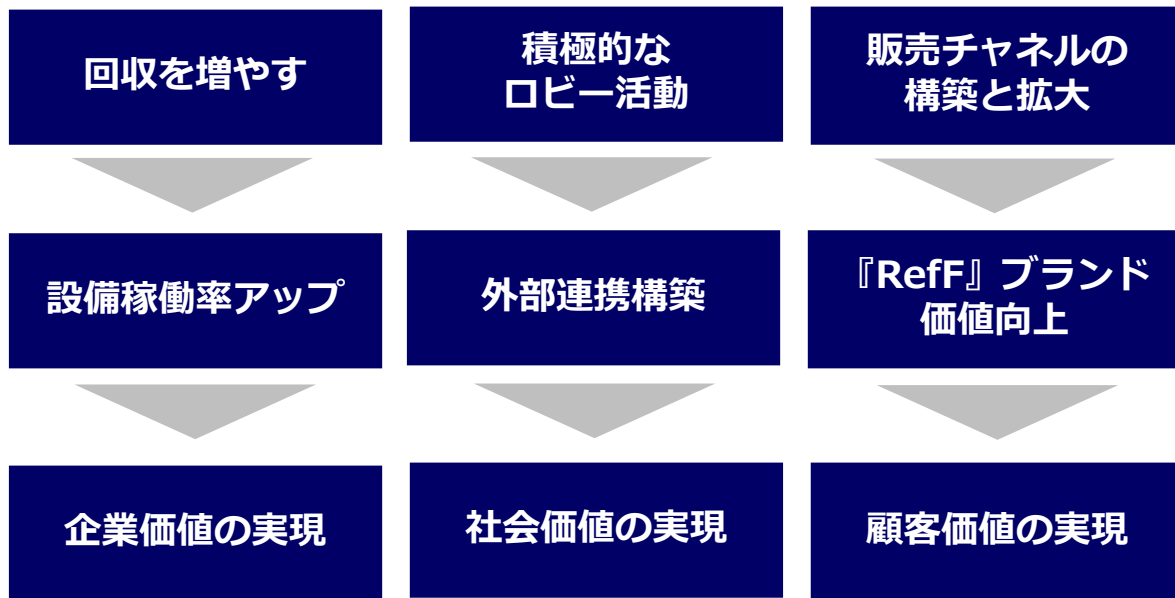 回収を増やす
積極的な
ロビー活動
販売チャネルの
構築と拡大
設備稼働率アップ
外部連携構築
『RefF』ブランド
価値向上
企業価値の実現
社会価値の実現
顧客価値の実現